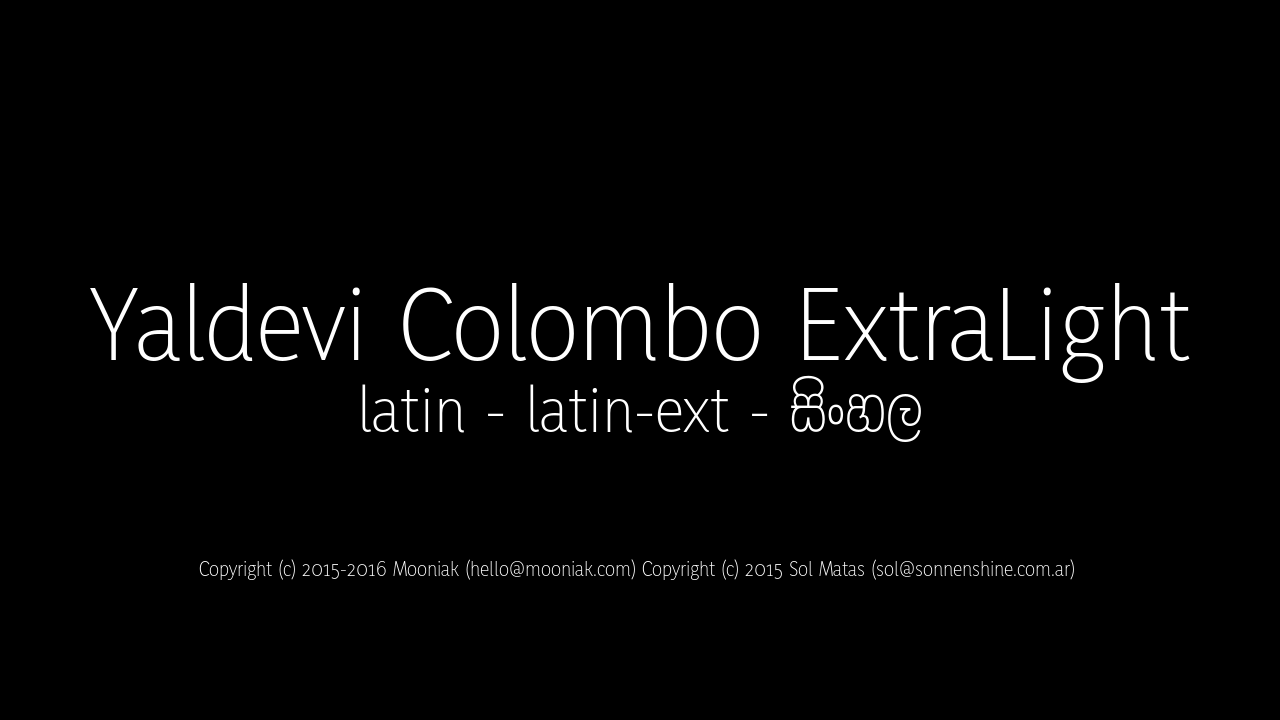 Yaldevi Colombo ExtraLight
latin - latin-ext - සිංහල
Copyright (c) 2015-2016 Mooniak (hello@mooniak.com) Copyright (c) 2015 Sol Matas (sol@sonnenshine.com.ar)